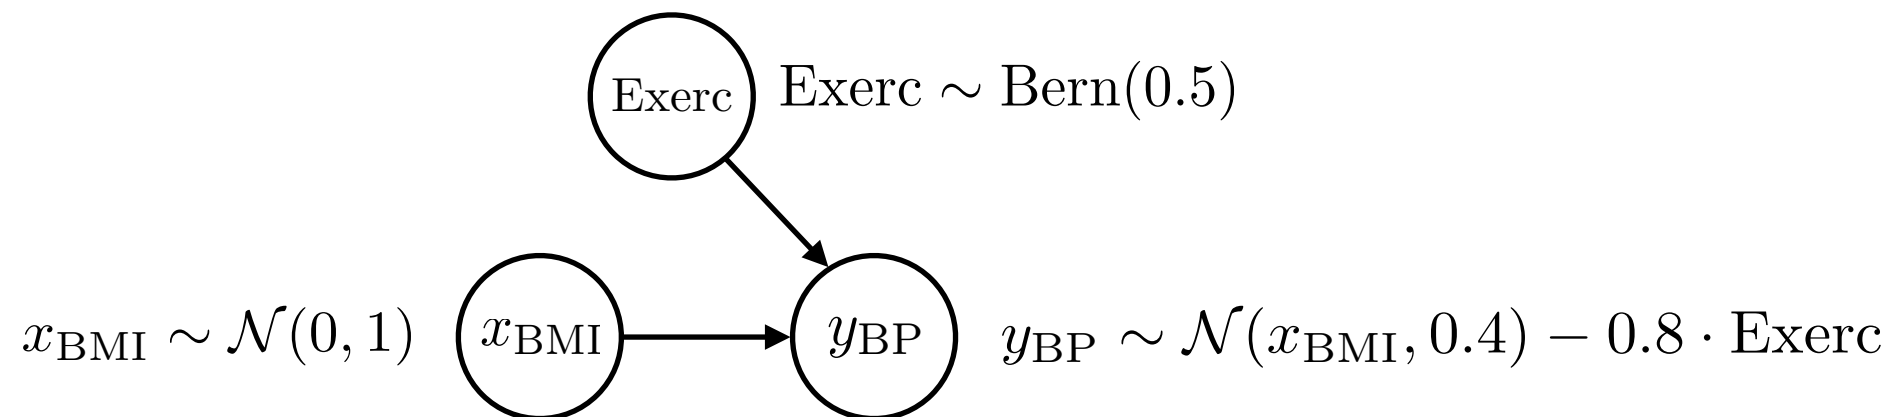 Exerc Exerc ∼ Bern(0.5)
x_BMI ∼ 𝒩(0, 1) x_BMI y_BP y_BP ∼ 𝒩(x_BMI, 0.4) − 0.8 · Exerc